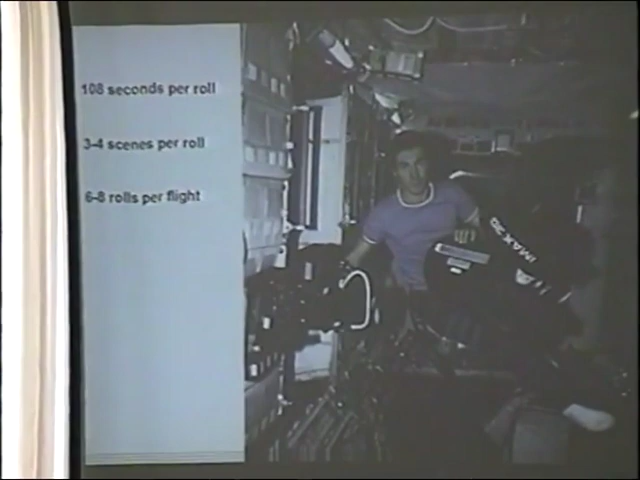 108 seconds per roll
3-4 scenes per roll
6-8 rolls per flight
IMAX 3D